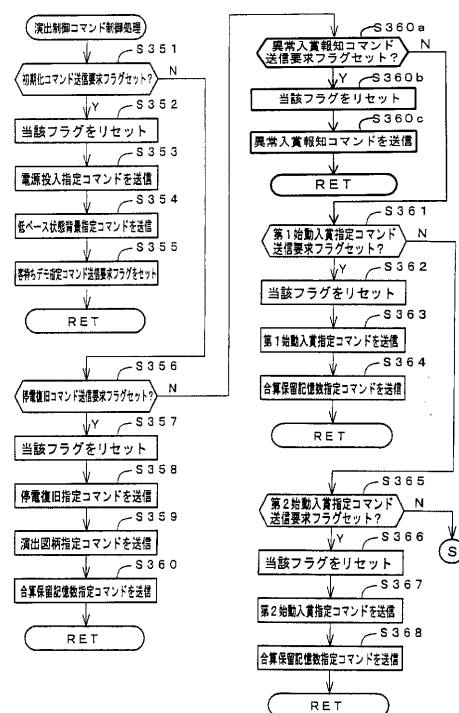 演出制御コマンド制御処理
S351
初期化コマンド送信要求フラグセット？
N
Y
S352
当該フラグをリセット
S353
電源投入指定コマンドを送信
S354
低ベース状態背景指定コマンドを送信
S355
客待ちデモ指定コマンド送信要求フラグをセット
RET
S356
停電復旧コマンド送信要求フラグセット？
N
Y
S357
当該フラグをリセット
S358
停電復旧指定コマンドを送信
S359
演出図柄指定コマンドを送信
S360
合算保留記憶数指定コマンドを送信
RET
S360a
異常入賞報知コマンド
送信要求フラグセット？
N
Y
S360b
当該フラグをリセット
S360c
異常入賞報知コマンドを送信
RET
S361
第1始動入賞指定コマンド
送信要求フラグセット？
N
Y
S362
当該フラグをリセット
S363
第1始動入賞指定コマンドを送信
S364
合算保留記憶数指定コマンドを送信
RET
S365
第2始動入賞指定コマンド
送信要求フラグセット？
N
S
Y
S366
当該フラグをリセット
S367
第2始動入賞指定コマンドを送信
S368
合算保留記憶数指定コマンドを送信
RET